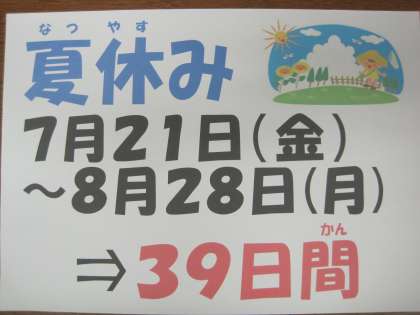 なつやす
夏休み
7月21日(金)
～8月28日(月)
かん
⇒39日間